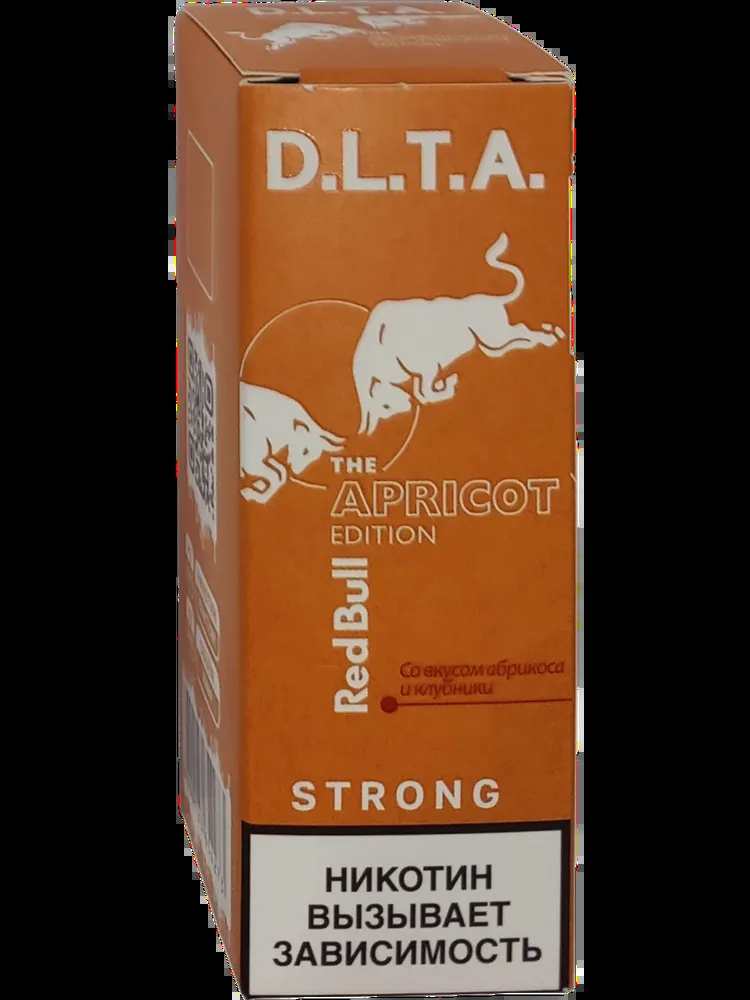 D.L.T.A.
THE
APRICOT
EDITION
Red Bull
Со вкусом абрикоса
и клубники
STRONG
НИКОТИН
ВЫЗЫВАЕТ
ЗАВИСИМОСТЬ